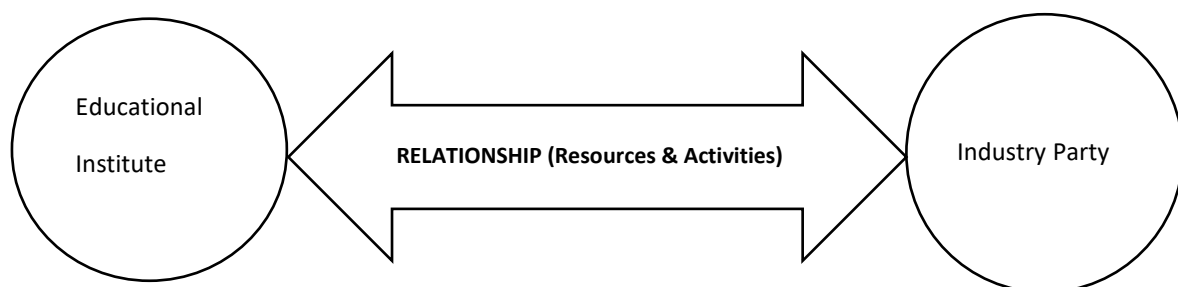 Educational
Institute
RELATIONSHIP (Resources & Activities)
Industry Party